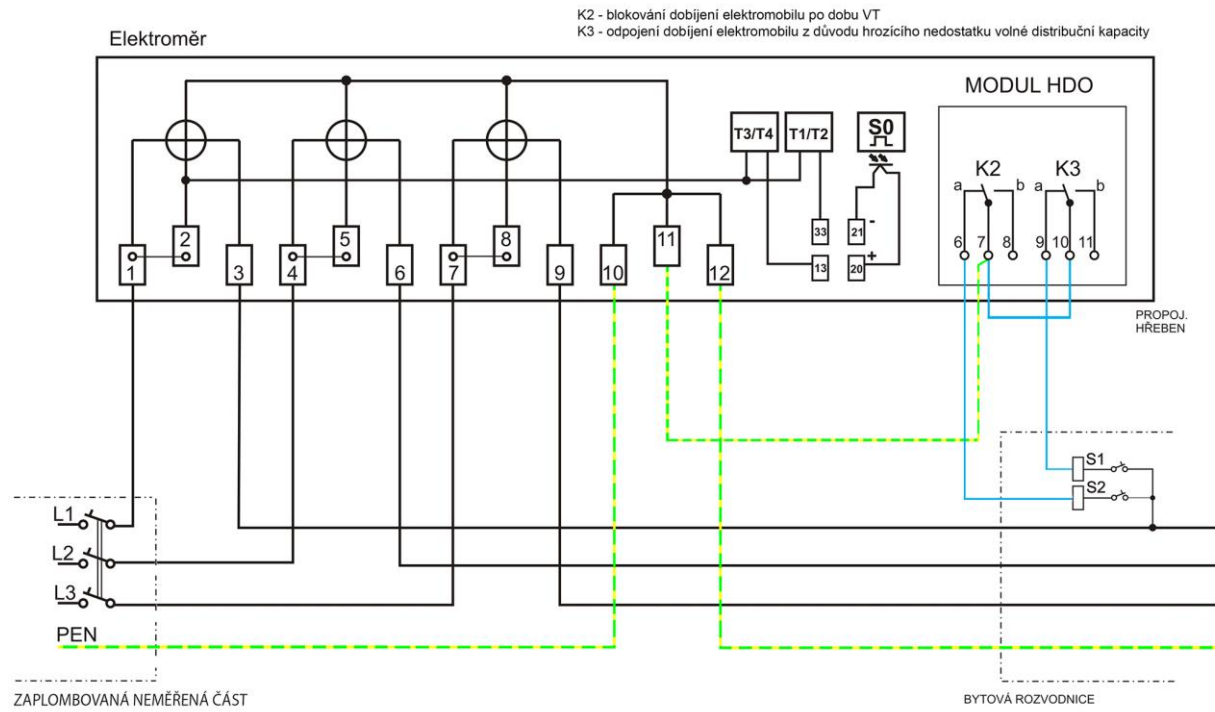 K2 - blokování dobíjení elektromobilu po dobu VT
K3 - odpojení dobíjení elektromobilu z důvodu hrozícího nedostatku volné distribuční kapacity
Elektroměr
MODUL HDO
T3/T4
T1/T2
S0
K2
K3
a
b
a
b
6
7
8
9
10
11
33
21
-
13
20
+
1
2
3
4
5
6
7
8
9
10
11
12
PROPOJ.
HŘEBEN
S1
S2
L1
L2
L3
PEN
ZAPLOMBOVANÁ NEMĚŘENÁ ČÁST
BYTOVÁ ROZVODNICE